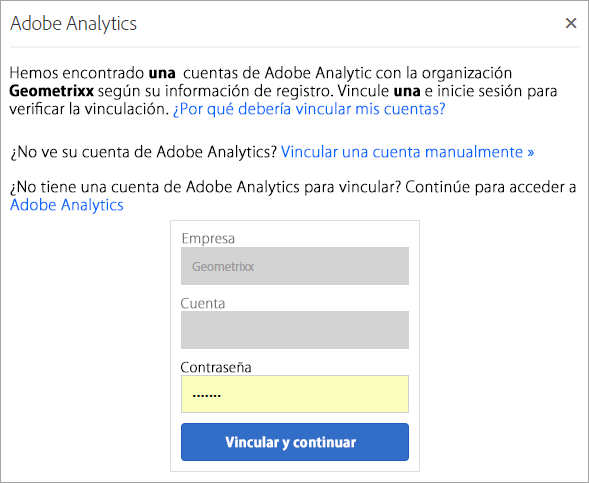 Adobe Analytics ×
Hemos encontrado una cuentas de Adobe Analytic con la organización
Geometrixx según su información de registro. Vincule una e inicie sesión para
verificar la vinculación. ¿Por qué debería vincular mis cuentas?
¿No ve su cuenta de Adobe Analytics? Vincular una cuenta manualmente »
¿No tiene una cuenta de Adobe Analytics para vincular? Continúe para acceder a
Adobe Analytics
Empresa
Geometrixx
Cuenta
Contraseña
.......
Vincular y continuar